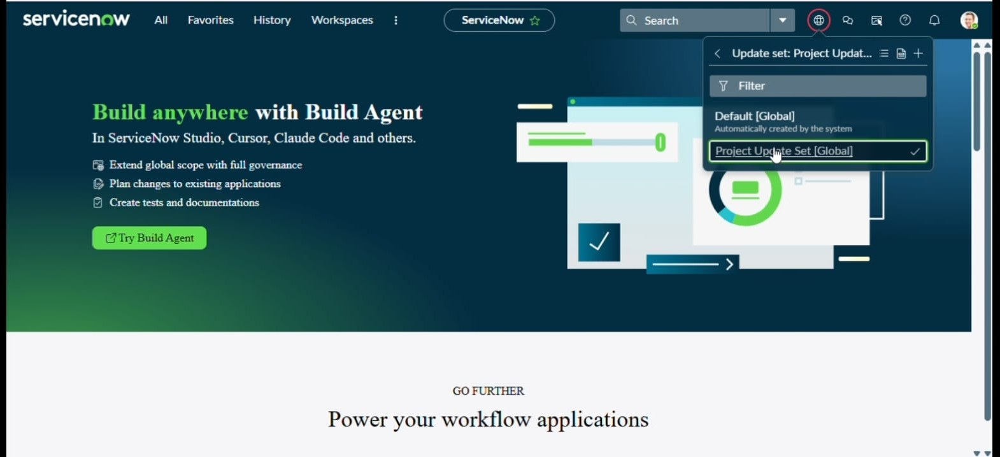 servicenow All Favorites History Workspaces ServiceNow Search
Update set: Project Updat...
Filter
Default [Global]
Automatically created by the system
Project Update Set [Global]
Build anywhere with Build Agent
In ServiceNow Studio, Cursor, Claude Code and others.
Extend global scope with full governance
Plan changes to existing applications
Create tests and documentations
Try Build Agent
GO FURTHER
Power your workflow applications